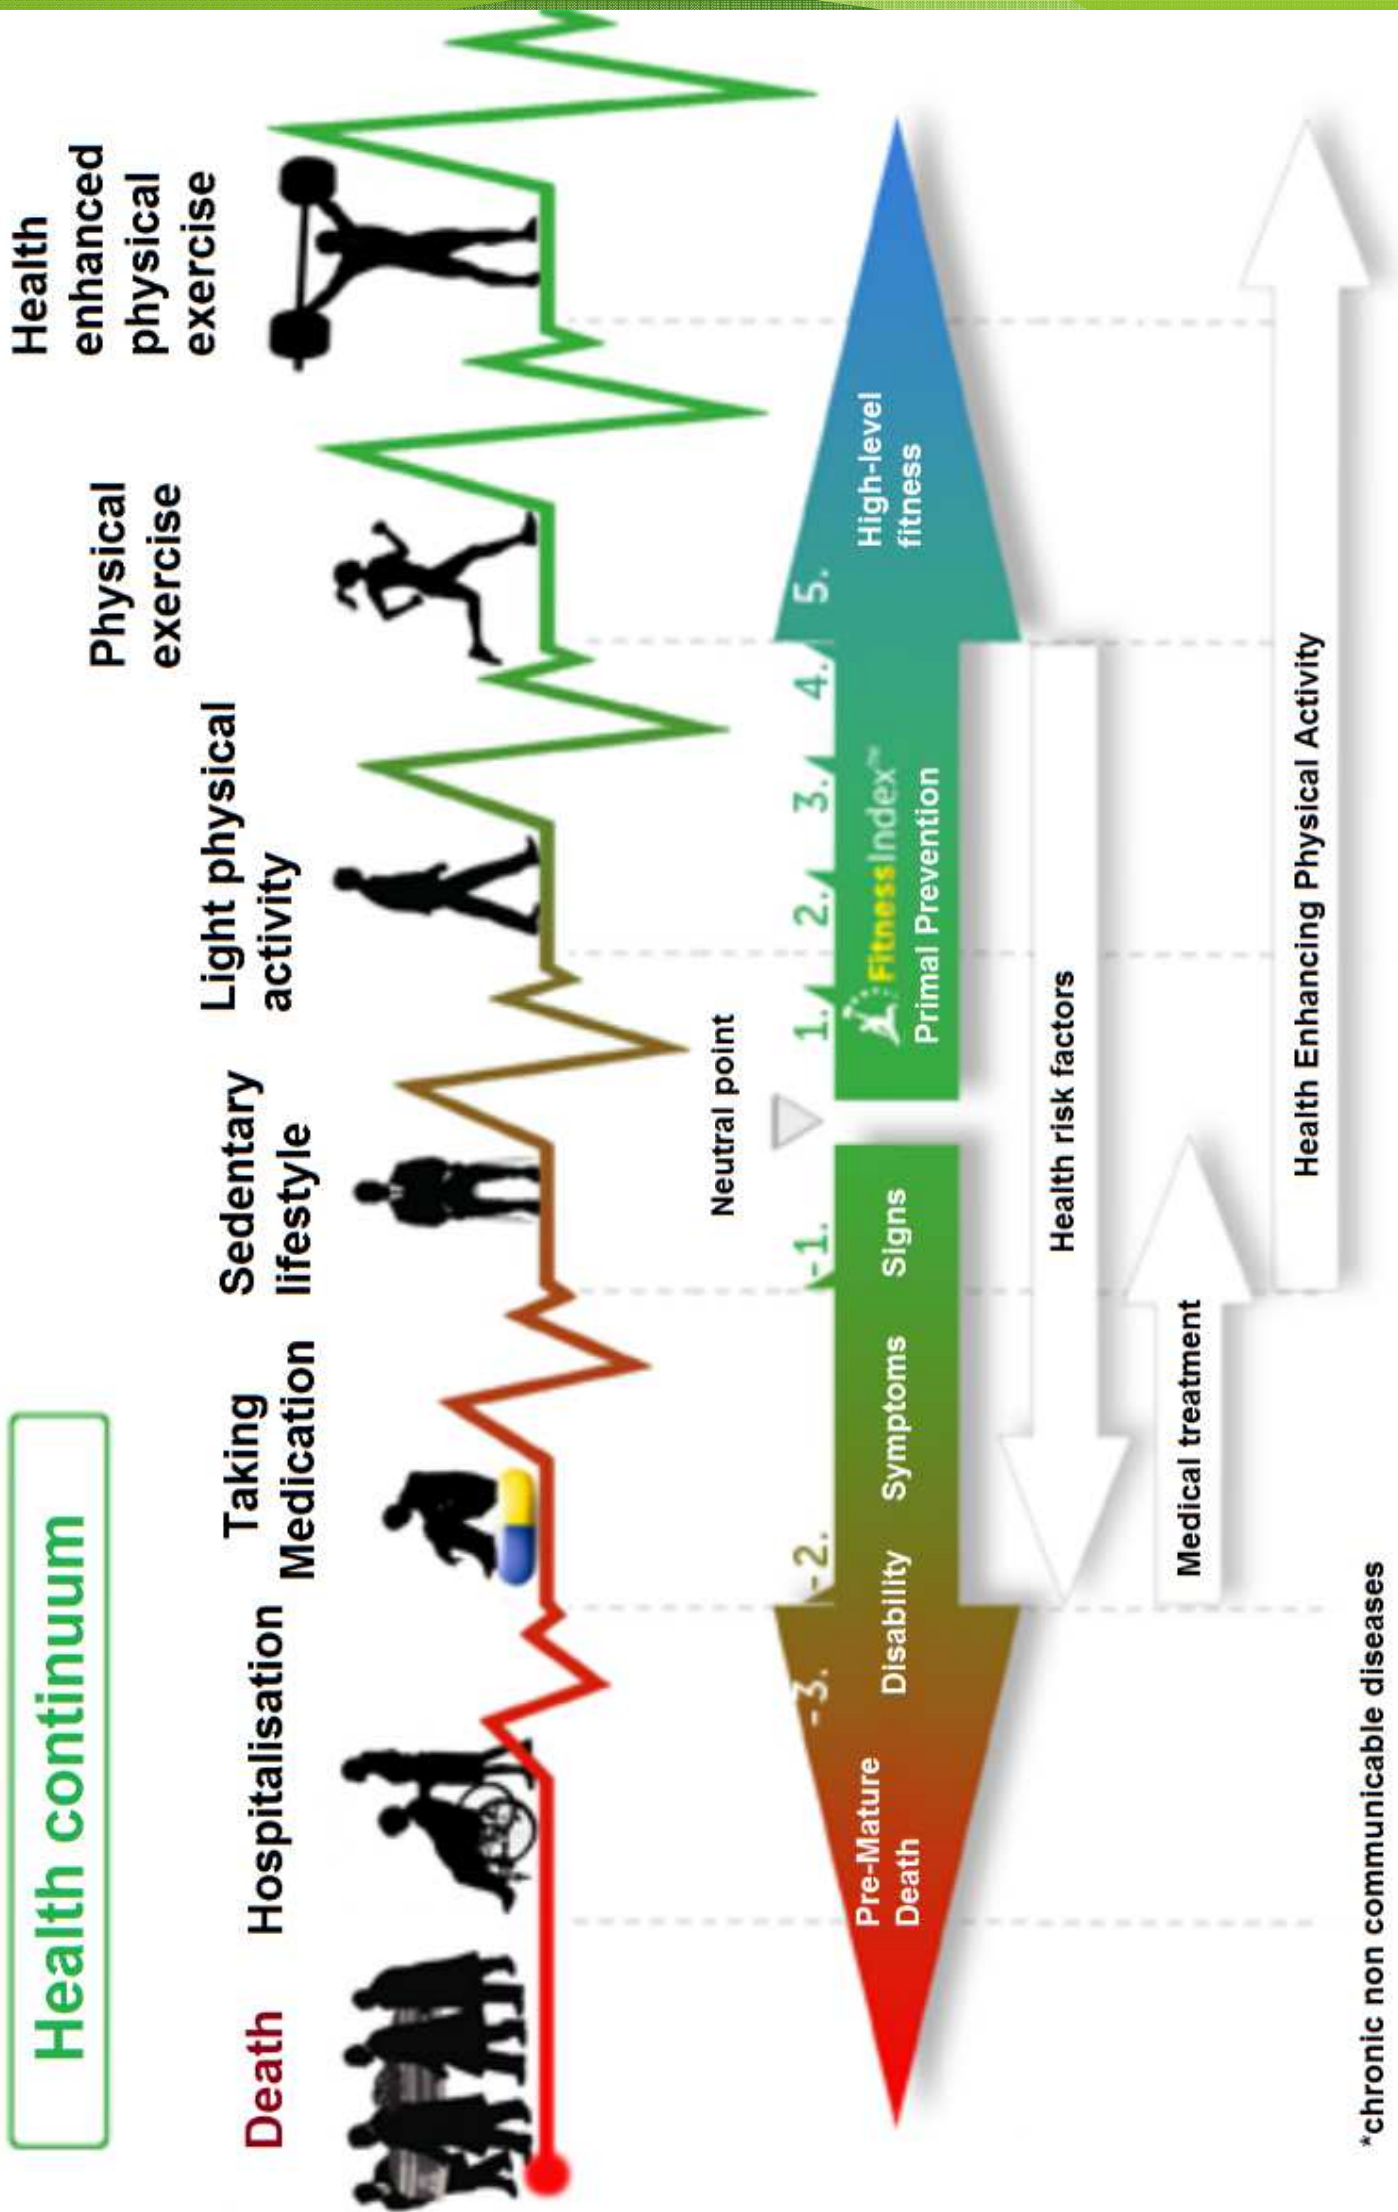 Health continuum
Death
Hospitalisation
Taking
Medication
Sedentary
lifestyle
Light physical
activity
Physical
exercise
Health
enhanced
physical
exercise
Neutral point
-3.
-2.
-1.
1.
2.
3.
4.
5.
Pre-Mature
Death
Disability
Symptoms
Signs
FitnessIndex™
Primal Prevention
High-level
fitness
Health risk factors
Medical treatment
Health Enhancing Physical Activity
*chronic non communicable diseases